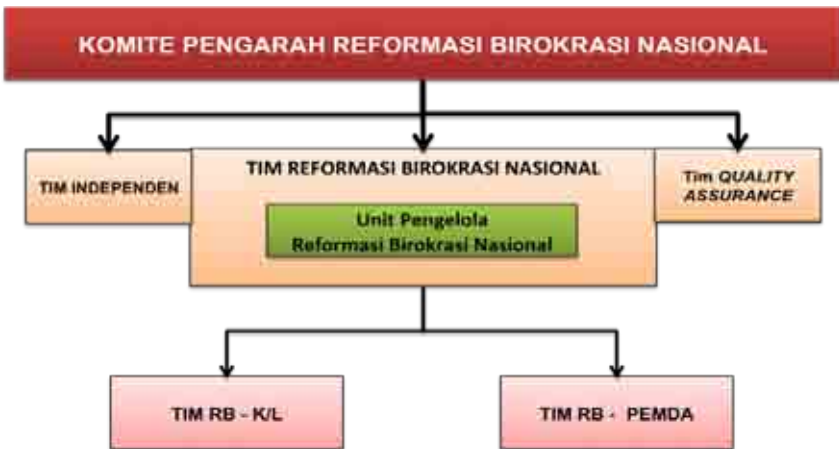 KOMITE PENGARAH REFORMASI BIROKRASI NASIONAL
TIM INDEPENDEN
TIM REFORMASI BIROKRASI NASIONAL
Unit Pengelola
Reformasi Birokrasi Nasional
Tim QUALITY
ASSURANCE
TIM RB - K/L
TIM RB - PEMDA